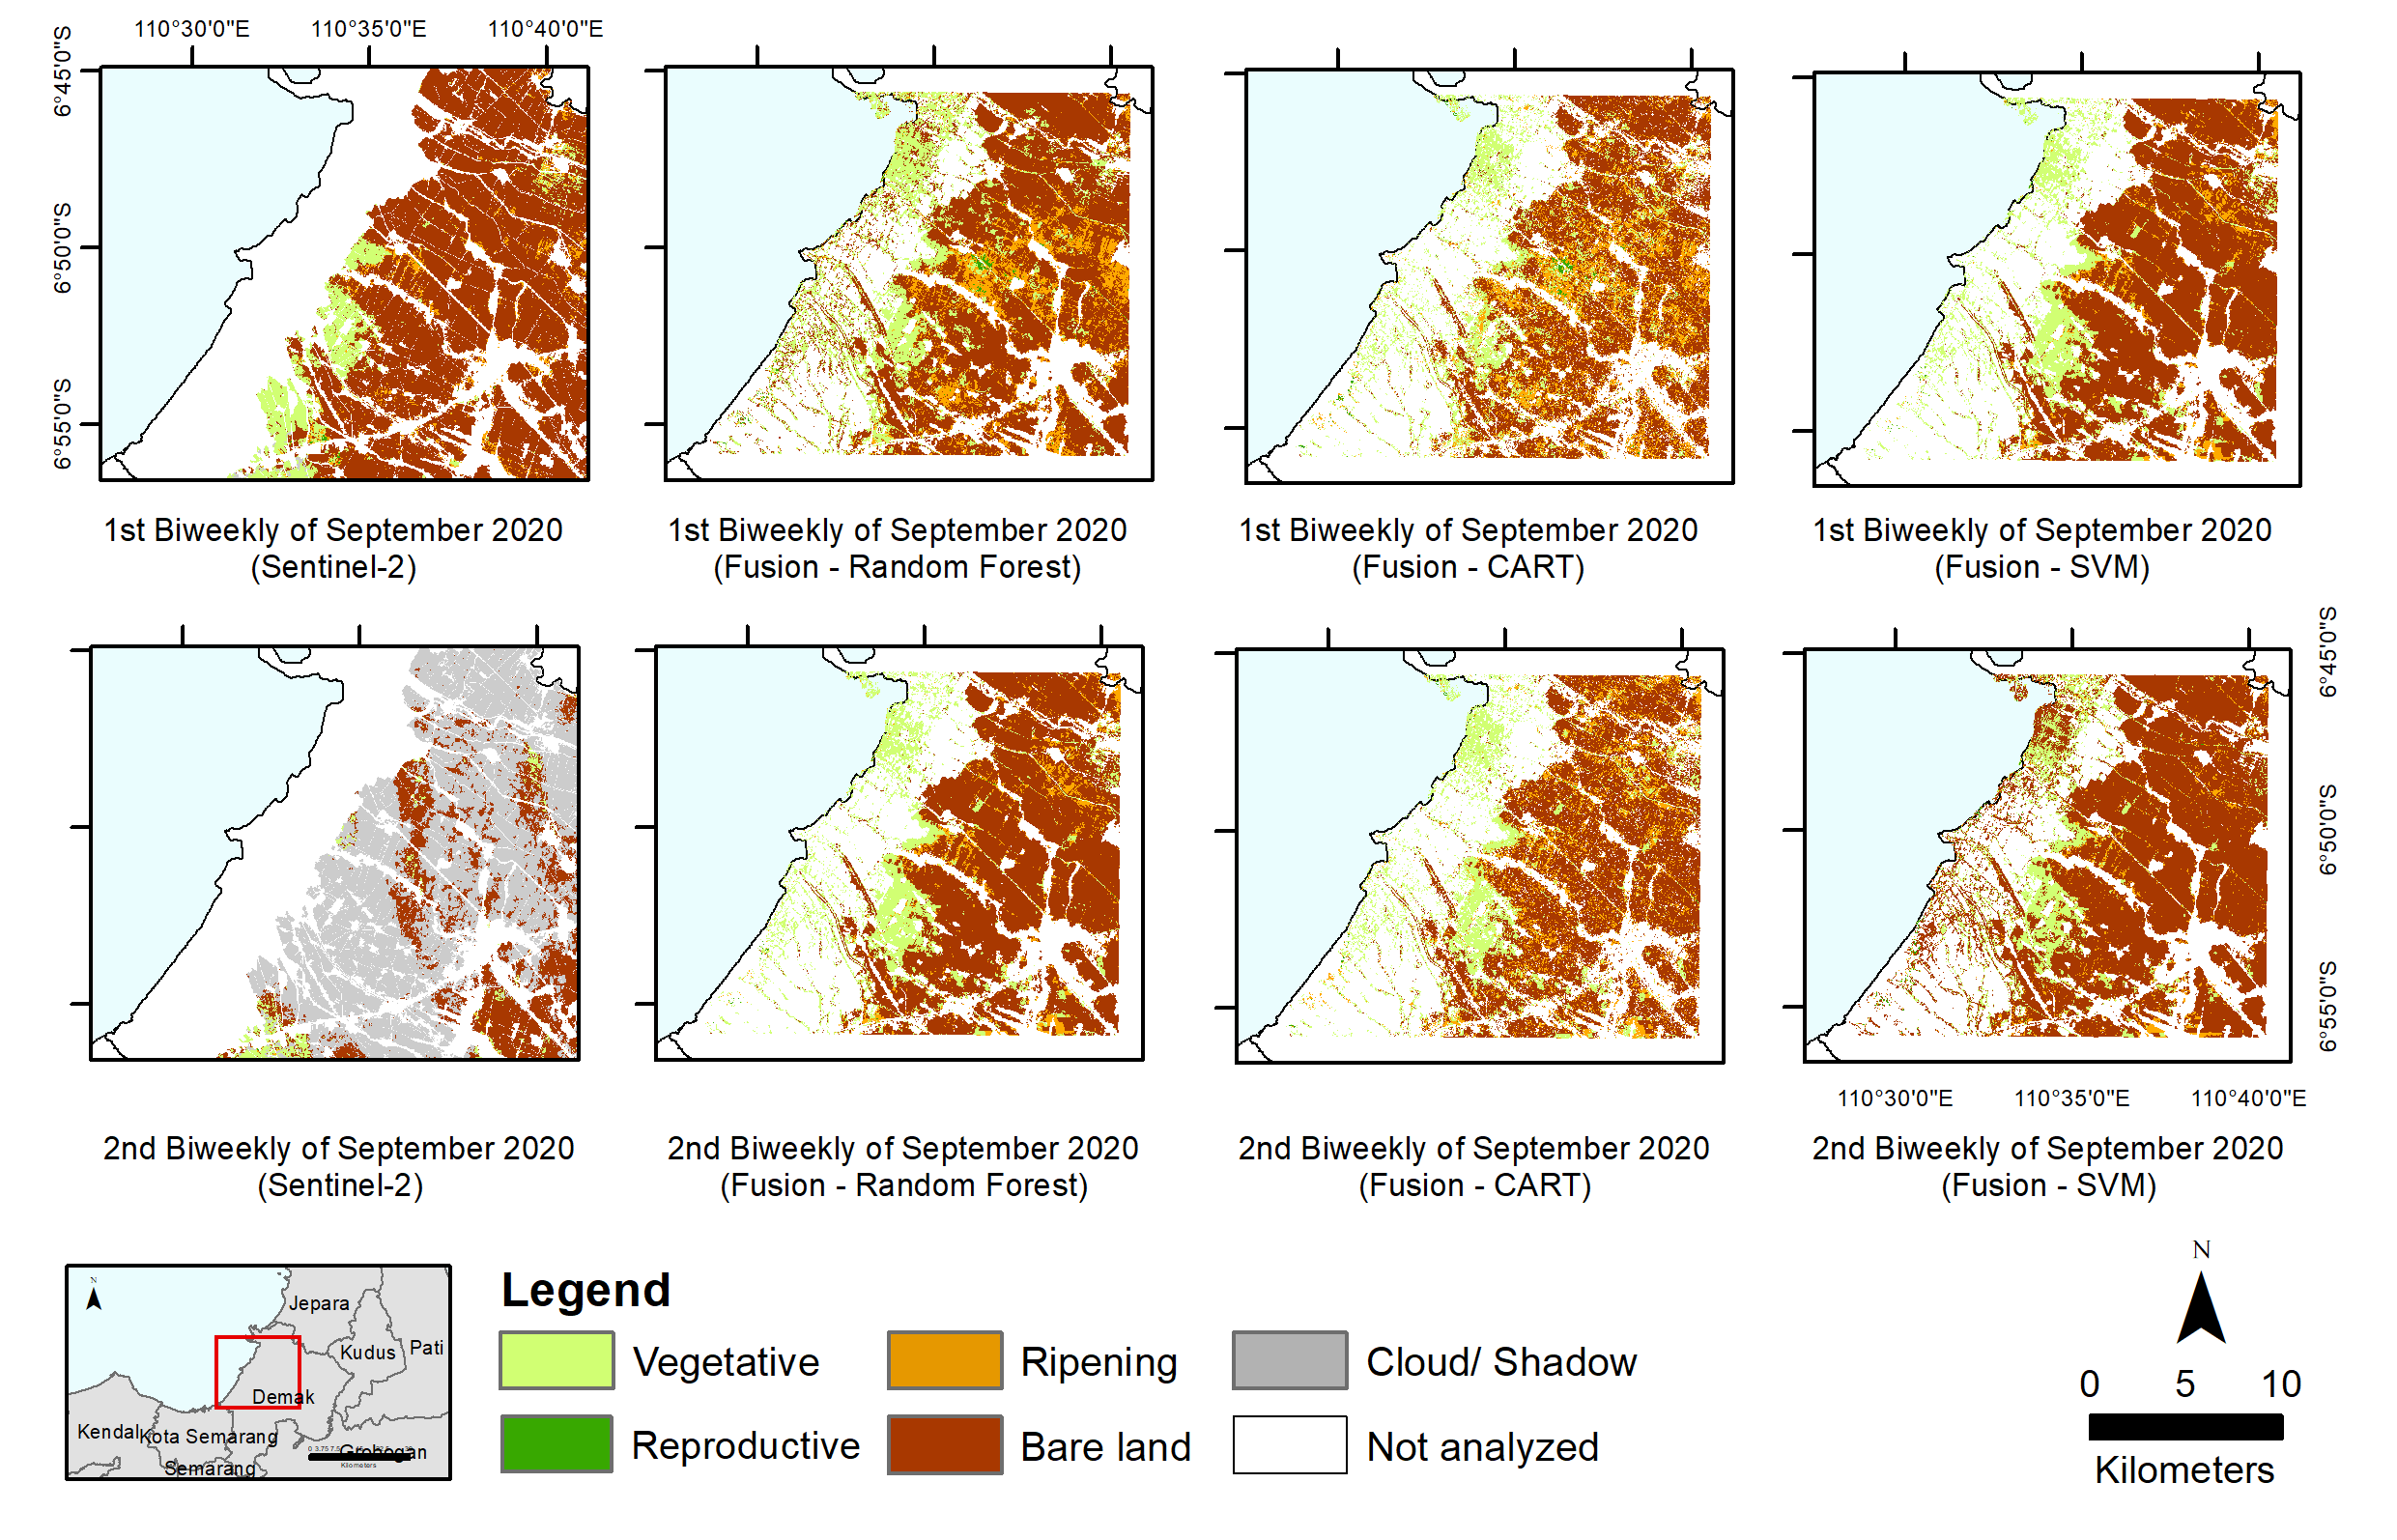 110°30'0"E 110°35'0"E 110°40'0"E
6°45'0"S
6°50'0"S
6°55'0"S
1st Biweekly of September 2020
(Sentinel-2)
1st Biweekly of September 2020
(Fusion - Random Forest)
1st Biweekly of September 2020
(Fusion - CART)
1st Biweekly of September 2020
(Fusion - SVM)
6°45'0"S
6°50'0"S
6°55'0"S
110°30'0"E 110°35'0"E 110°40'0"E
2nd Biweekly of September 2020
(Sentinel-2)
2nd Biweekly of September 2020
(Fusion - Random Forest)
2nd Biweekly of September 2020
(Fusion - CART)
2nd Biweekly of September 2020
(Fusion - SVM)
N
Jepara
Kudus
Pati
Demak
Kendal
Kota Semarang
Grobogan
Semarang
Kilometers
Legend
Vegetative
Ripening
Cloud/ Shadow
Reproductive
Bare land
Not analyzed
N
0 5 10
Kilometers